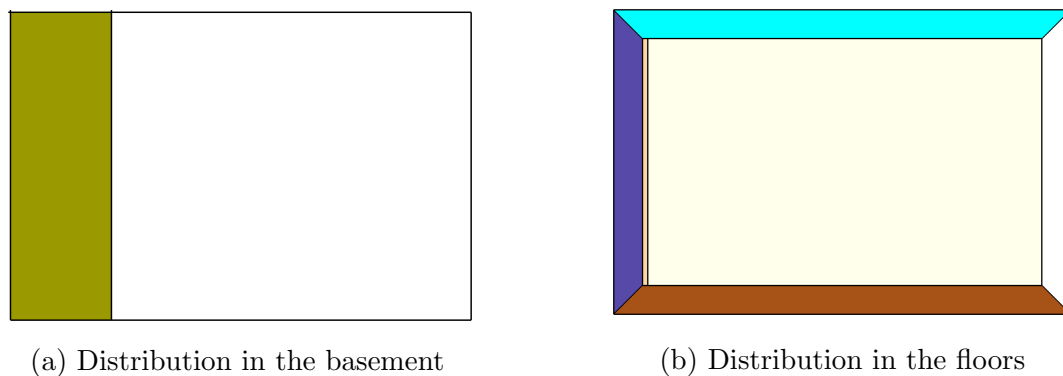 (a) Distribution in the basement
(b) Distribution in the floors